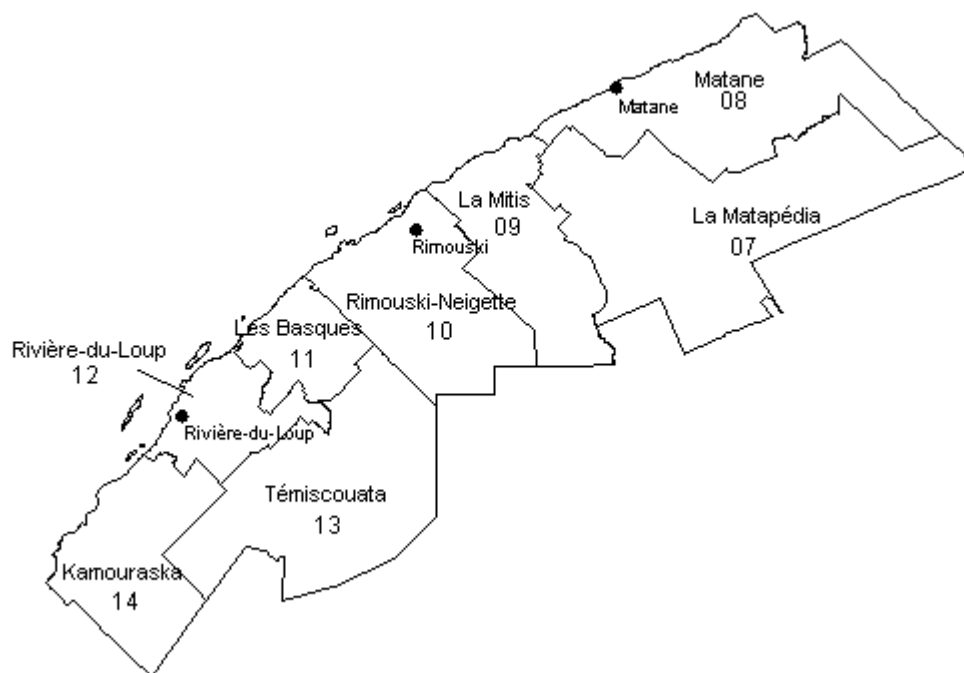 Matane
08
Matane
La Matapédia
07
La Mitis
09
Rimouski
Rimouski-Neigette
10
Les Basques
11
Rivière-du-Loup
12
Rivière-du-Loup
Témiscouata
13
Kamouraska
14